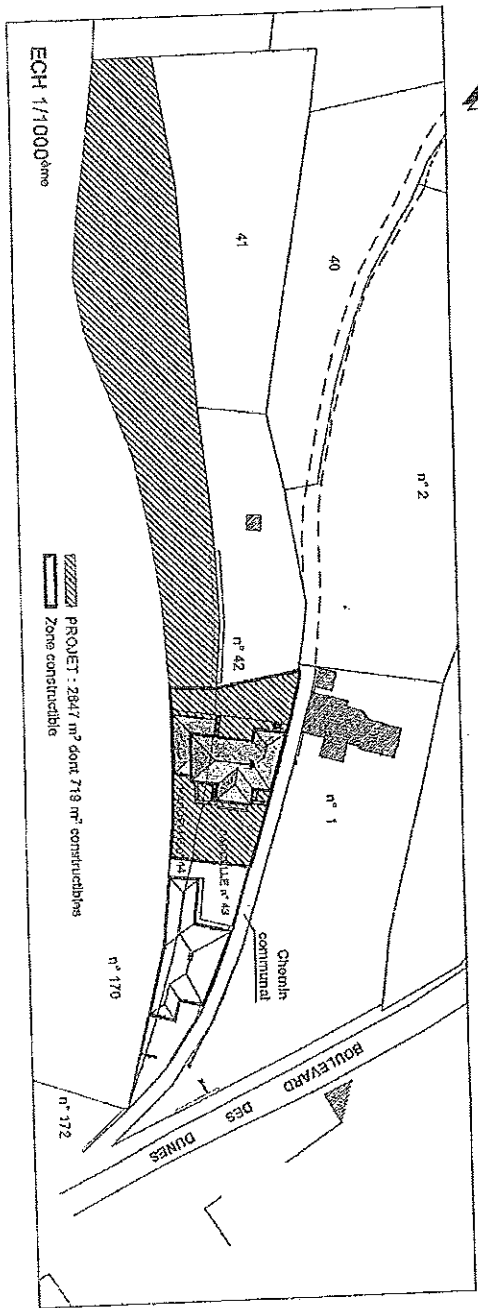 ECH 1/1000ème
41
40
n° 2
n° 42
n° 1
PARCELLE n° 43
Chemin
communal
n° 170
n° 172
BOULEVARD DES DUNES
PROJET : 2847 m² dont 719 m² constructibles
Zone constructible